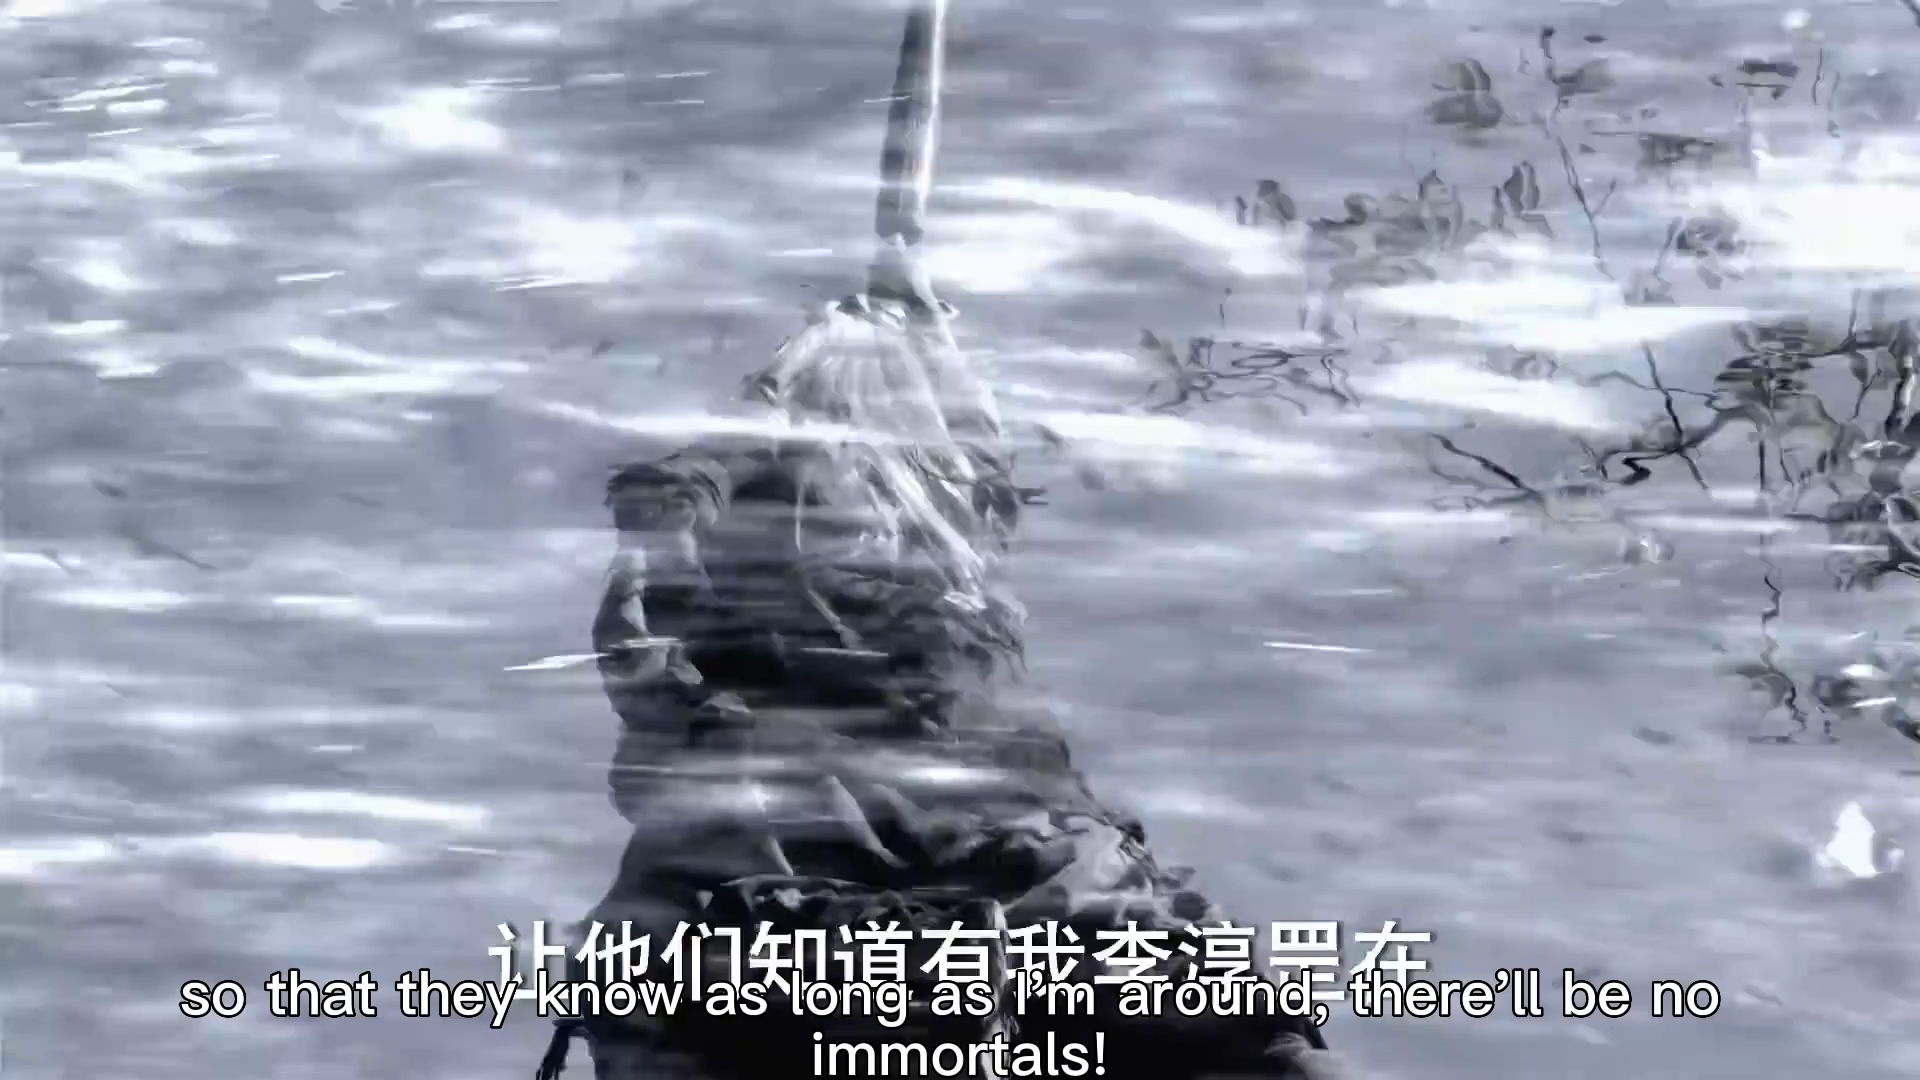 让他们知道有我李淳罡在
so that they know as long as I'm around, there'll be no
immortals!